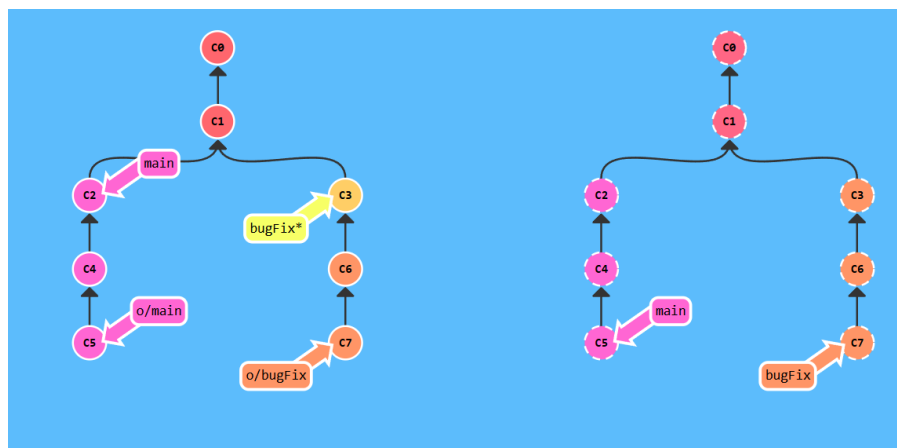 C0
C1
main
C2
C3
bugFix*
C4
C6
o/main
C5
C7
o/bugFix
C0
C1
C2
C3
C4
C6
main
C5
C7
bugFix